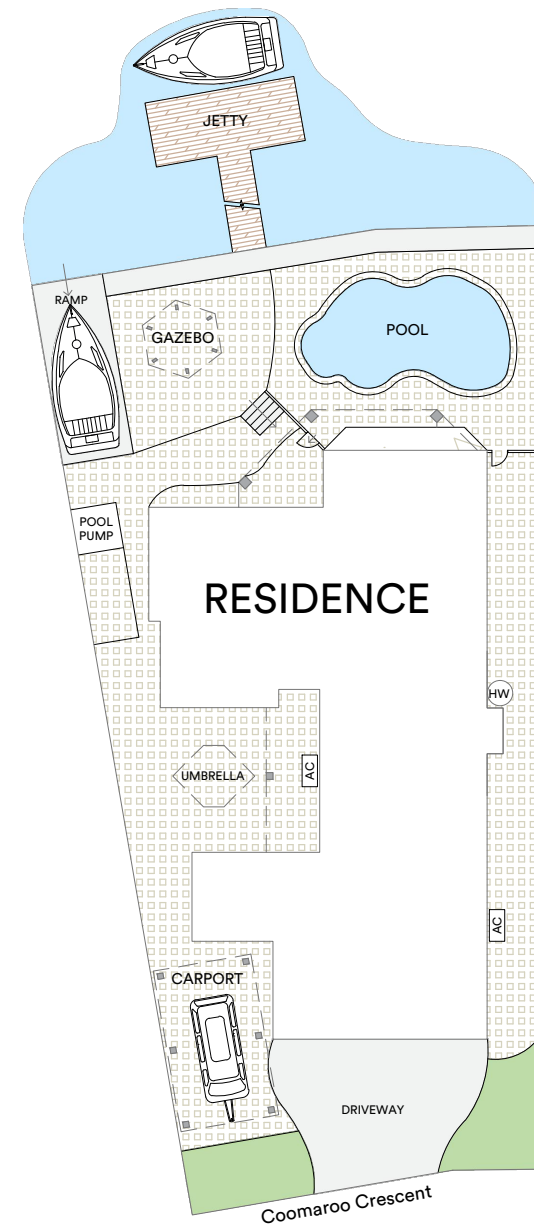 JETTY
RAMP
GAZEBO
POOL
POOL
PUMP
RESIDENCE
HW
UMBRELLA
AC
AC
CARPORT
DRIVEWAY
Coomaroo Crescent